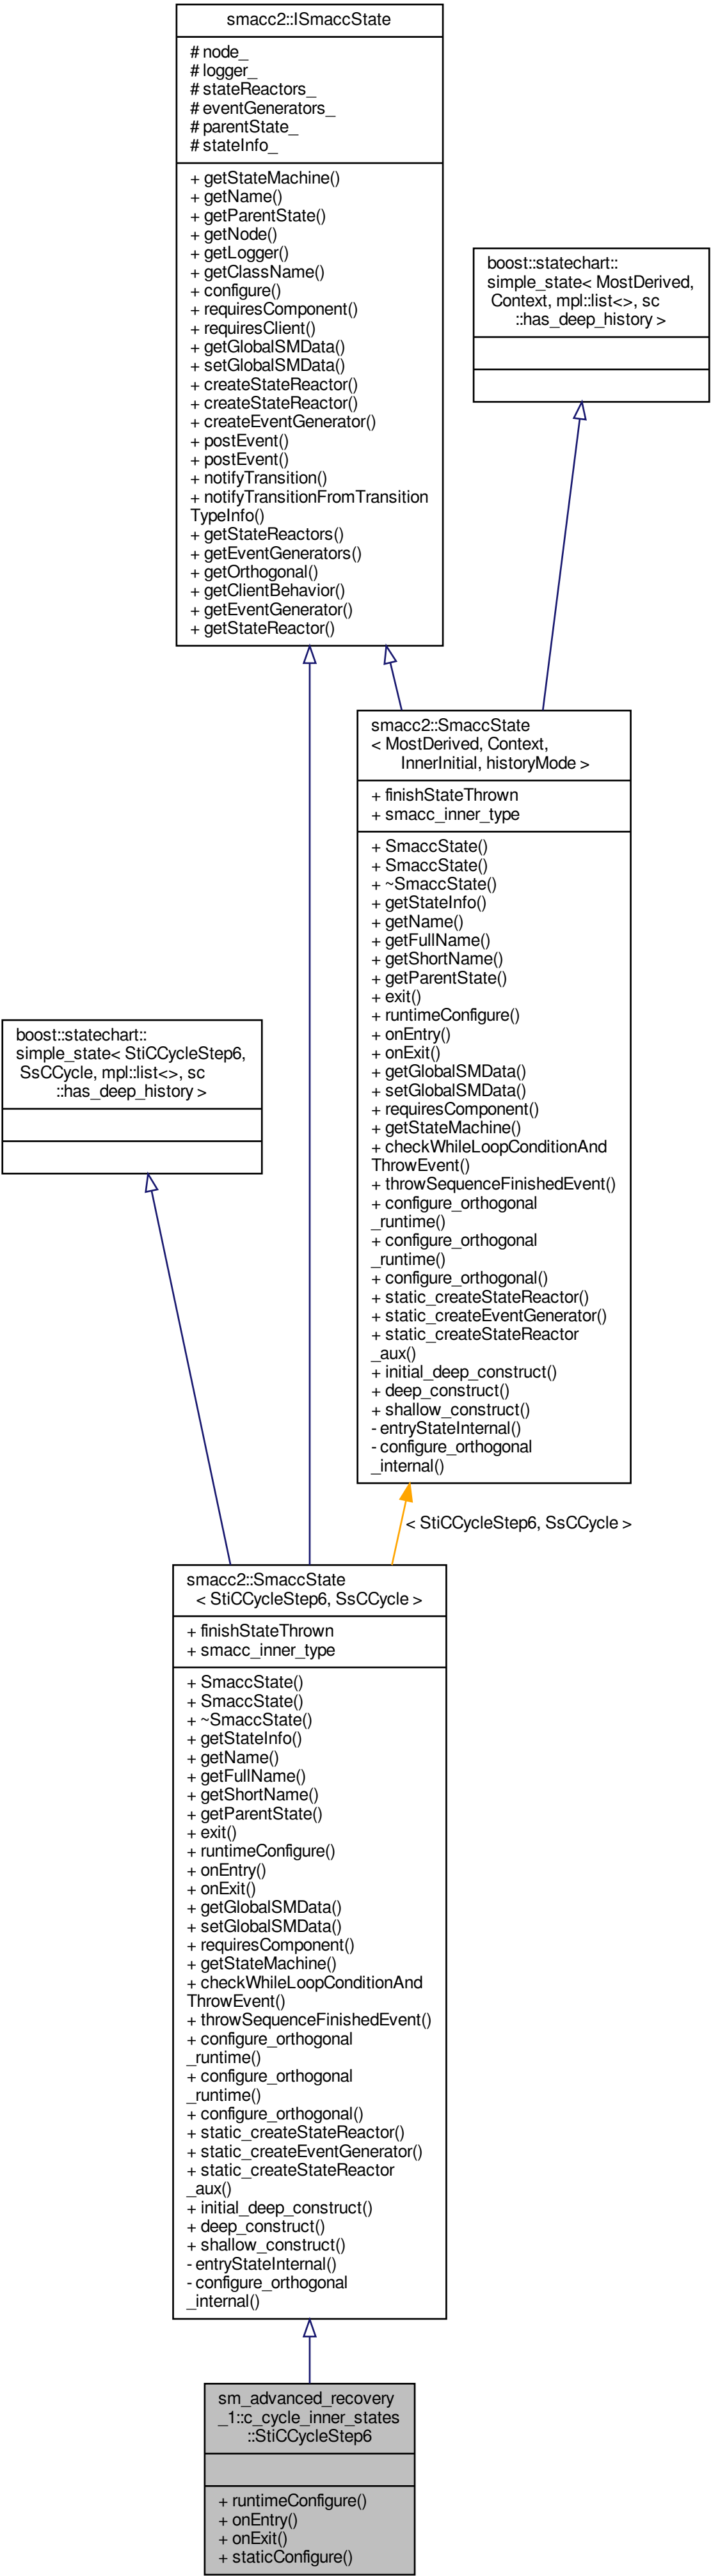 smacc2::ISmaccState
# node_
# logger_
# stateReactors_
# eventGenerators_
# parentState_
# stateInfo_
+ getStateMachine()
+ getName()
+ getParentState()
+ getNode()
+ getLogger()
+ getClassName()
+ configure()
+ requiresComponent()
+ requiresClient()
+ getGlobalSMData()
+ setGlobalSMData()
+ createStateReactor()
+ createStateReactor()
+ createEventGenerator()
+ postEvent()
+ postEvent()
+ notifyTransition()
+ notifyTransitionFromTransition
TypeInfo()
+ getStateReactors()
+ getEventGenerators()
+ getOrthogonal()
+ getClientBehavior()
+ getEventGenerator()
+ getStateReactor()
boost::statechart::
simple_state< MostDerived,
Context, mpl::list<>, sc
::has_deep_history >
smacc2::SmaccState
< MostDerived, Context,
InnerInitial, historyMode >
+ finishStateThrown
+ smacc_inner_type
+ SmaccState()
+ SmaccState()
+ ~SmaccState()
+ getStateInfo()
+ getName()
+ getFullName()
+ getShortName()
+ getParentState()
+ exit()
+ runtimeConfigure()
+ onEntry()
+ onExit()
+ getGlobalSMData()
+ setGlobalSMData()
+ requiresComponent()
+ getStateMachine()
+ checkWhileLoopConditionAnd
ThrowEvent()
+ throwSequenceFinishedEvent()
+ configure_orthogonal
_runtime()
+ configure_orthogonal
_runtime()
+ configure_orthogonal()
+ static_createStateReactor()
+ static_createEventGenerator()
+ static_createStateReactor
_aux()
+ initial_deep_construct()
+ deep_construct()
+ shallow_construct()
- entryStateInternal()
- configure_orthogonal
_internal()
boost::statechart::
simple_state< StiCCycleStep6,
SsCCycle, mpl::list<>, sc
::has_deep_history >
< StiCCycleStep6, SsCCycle >
smacc2::SmaccState
< StiCCycleStep6, SsCCycle >
+ finishStateThrown
+ smacc_inner_type
+ SmaccState()
+ SmaccState()
+ ~SmaccState()
+ getStateInfo()
+ getName()
+ getFullName()
+ getShortName()
+ getParentState()
+ exit()
+ runtimeConfigure()
+ onEntry()
+ onExit()
+ getGlobalSMData()
+ setGlobalSMData()
+ requiresComponent()
+ getStateMachine()
+ checkWhileLoopConditionAnd
ThrowEvent()
+ throwSequenceFinishedEvent()
+ configure_orthogonal
_runtime()
+ configure_orthogonal
_runtime()
+ configure_orthogonal()
+ static_createStateReactor()
+ static_createEventGenerator()
+ static_createStateReactor
_aux()
+ initial_deep_construct()
+ deep_construct()
+ shallow_construct()
- entryStateInternal()
- configure_orthogonal
_internal()
sm_advanced_recovery
_1::c_cycle_inner_states
::StiCCycleStep6
+ runtimeConfigure()
+ onEntry()
+ onExit()
+ staticConfigure()